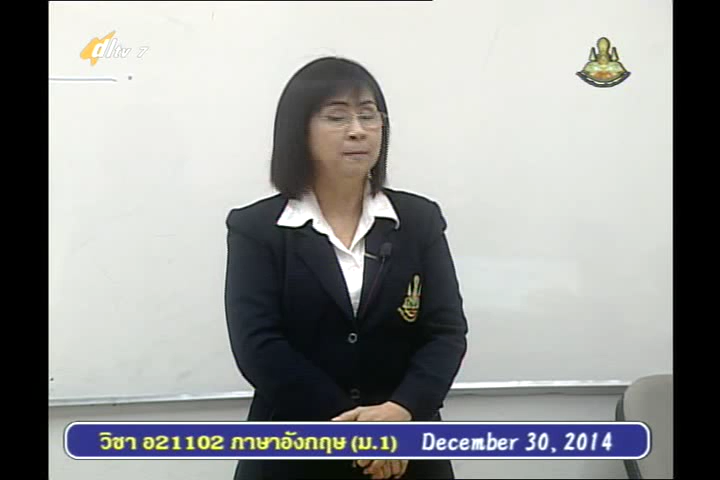 dltv 7
วิชา อ21102 ภาษาอังกฤษ (ม.1) December 30, 2014